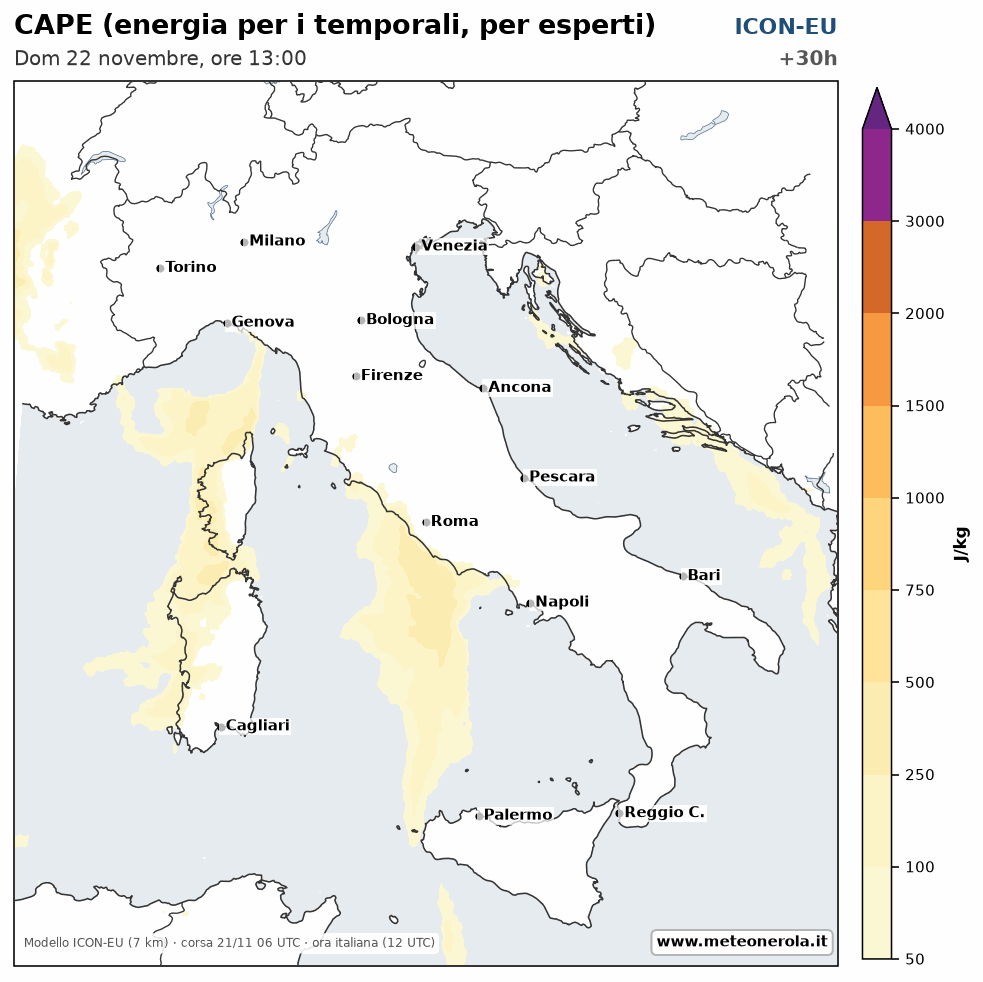 CAPE (energia per i temporali, per esperti)
ICON-EU
Dom 22 novembre, ore 13:00
+30h
4000
3000
2000
1500
1000
750
500
250
100
50
J/kg
Milano
Venezia
Torino
Genova
Bologna
Firenze
Ancona
Pescara
Roma
Bari
Napoli
Cagliari
Palermo
Reggio C.
Modello ICON-EU (7 km) · corsa 21/11 06 UTC · ora italiana (12 UTC)
www.meteonerola.it